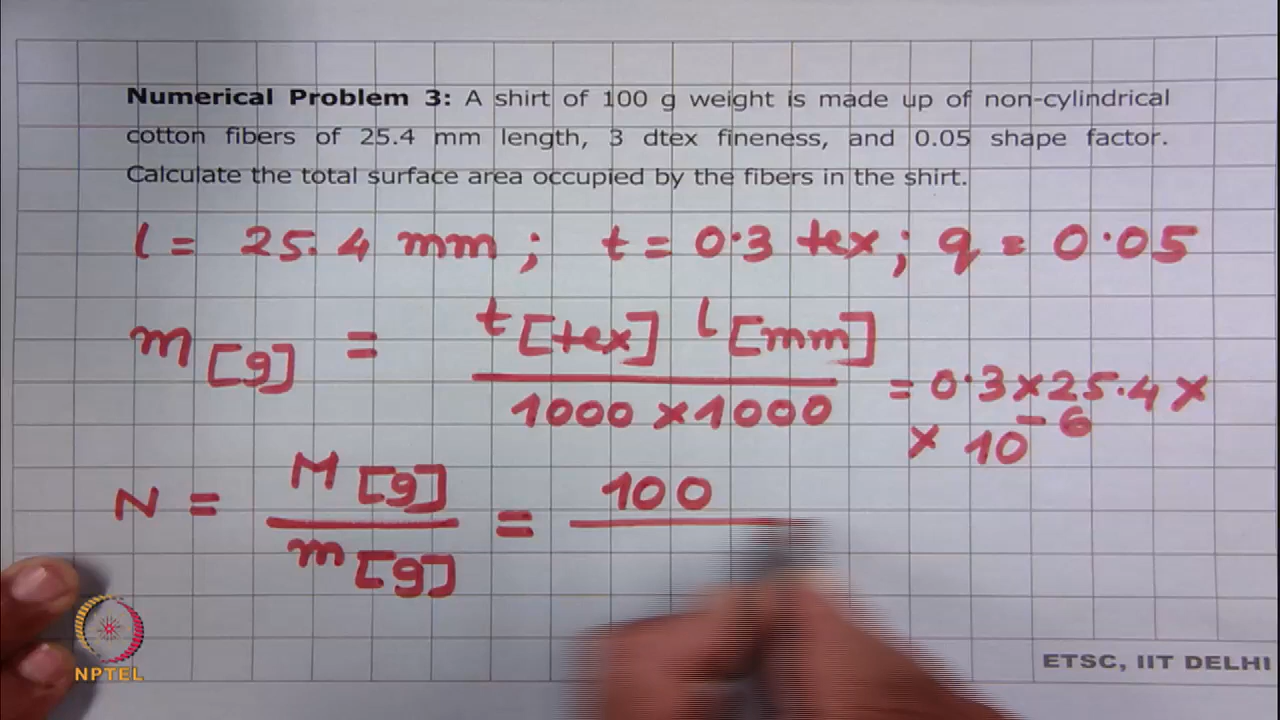 Numerical Problem 3: A shirt of 100 g weight is made up of non-cylindrical
cotton fibers of 25.4 mm length, 3 dtex fineness, and 0.05 shape factor.
Calculate the total surface area occupied by the fibers in the shirt.
l = 25.4 mm ; t = 0.3 tex ; q = 0.05
m [g] = t [tex] l [mm]
1000 × 1000
= 0.3 × 25.4 ×
× 10⁻⁶
N = M [g] = 100
m [g]
NPTEL
ETSC, IIT DELHI